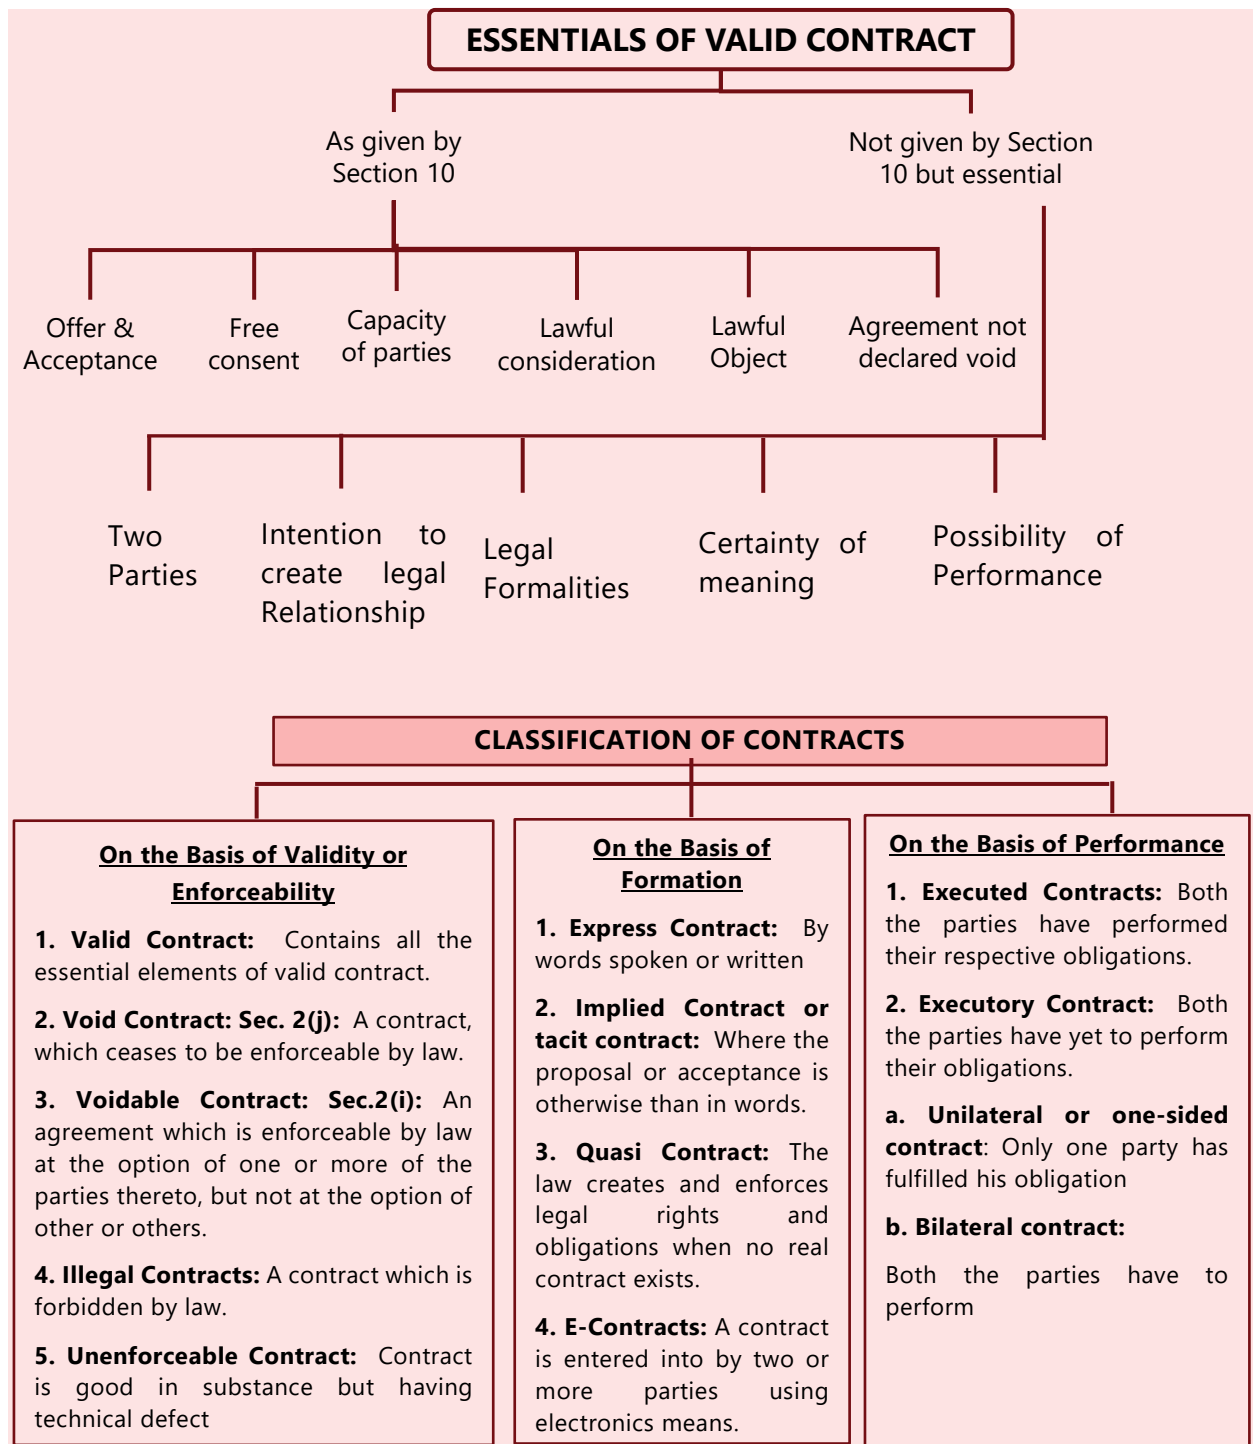 ESSENTIALS OF VALID CONTRACT
As given by
Section 10
Not given by Section
10 but essential
Offer &
Acceptance
Free
consent
Capacity
of parties
Lawful
consideration
Lawful
Object
Agreement not
declared void
Two
Parties
Intention to
create legal
Relationship
Legal
Formalities
Certainty of
meaning
Possibility of
Performance
CLASSIFICATION OF CONTRACTS
On the Basis of Validity or
Enforceability
1. Valid Contract: Contains all the
essential elements of valid contract.
2. Void Contract: Sec. 2(j): A contract,
which ceases to be enforceable by law.
3. Voidable Contract: Sec.2(i): An
agreement which is enforceable by law
at the option of one or more of the
parties thereto, but not at the option of
other or others.
4. Illegal Contracts: A contract which is
forbidden by law.
5. Unenforceable Contract: Contract
is good in substance but having
technical defect
On the Basis of
Formation
1. Express Contract: By
words spoken or written
2. Implied Contract or
tacit contract: Where the
proposal or acceptance is
otherwise than in words.
3. Quasi Contract: The
law creates and enforces
legal rights and
obligations when no real
contract exists.
4. E-Contracts: A contract
is entered into by two or
more parties using
electronics means.
On the Basis of Performance
1. Executed Contracts: Both
the parties have performed
their respective obligations.
2. Executory Contract: Both
the parties have yet to perform
their obligations.
a. Unilateral or one-sided
contract: Only one party has
fulfilled his obligation
b. Bilateral contract:
Both the parties have to
perform